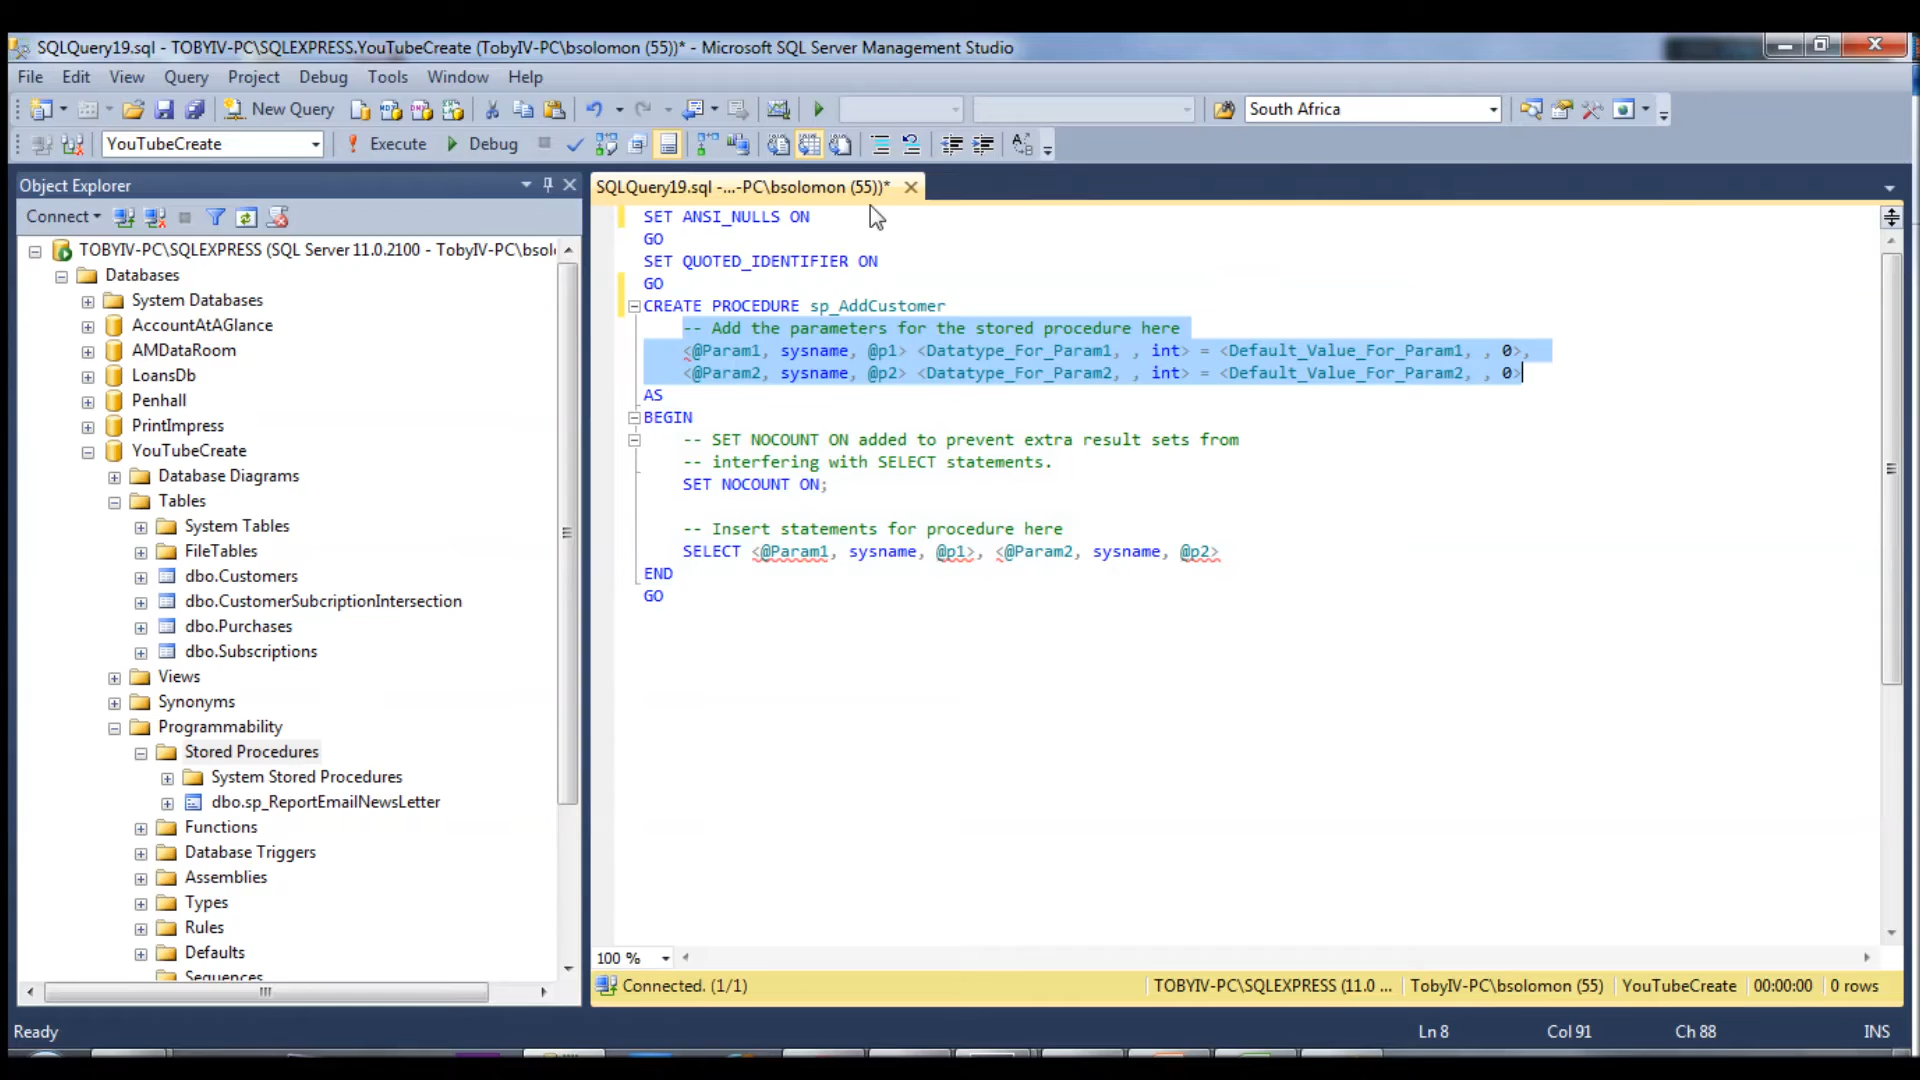 SQLQuery19.sql - TOBYIV-PC\SQLEXPRESS.YouTubeCreate (TobyIV-PC\bsolomon (55))* - Microsoft SQL Server Management Studio
File Edit View Query Project Debug Tools Window Help
New Query South Africa
YouTubeCreate Execute Debug
Object Explorer
Connect
TOBYIV-PC\SQLEXPRESS (SQL Server 11.0.2100 - TobyIV-PC\bsol
Databases
System Databases
AccountAtAGlance
AMDataRoom
LoansDb
Penhall
PrintImpress
YouTubeCreate
Database Diagrams
Tables
System Tables
FileTables
dbo.Customers
dbo.CustomerSubcriptionIntersection
dbo.Purchases
dbo.Subscriptions
Views
Synonyms
Programmability
Stored Procedures
System Stored Procedures
dbo.sp_ReportEmailNewsLetter
Functions
Database Triggers
Assemblies
Types
Rules
Defaults
Sequences
SQLQuery19.sql -...-PC\bsolomon (55))*
SET ANSI_NULLS ON
GO
SET QUOTED_IDENTIFIER ON
GO
CREATE PROCEDURE sp_AddCustomer
-- Add the parameters for the stored procedure here
<@Param1, sysname, @p1> <Datatype_For_Param1, , int> = <Default_Value_For_Param1, , 0>,
<@Param2, sysname, @p2> <Datatype_For_Param2, , int> = <Default_Value_For_Param2, , 0>
AS
BEGIN
-- SET NOCOUNT ON added to prevent extra result sets from
-- interfering with SELECT statements.
SET NOCOUNT ON;
-- Insert statements for procedure here
SELECT <@Param1, sysname, @p1>, <@Param2, sysname, @p2>
END
GO
100 %
Connected. (1/1) TOBYIV-PC\SQLEXPRESS (11.0 ... TobyIV-PC\bsolomon (55) YouTubeCreate 00:00:00 0 rows
Ready Ln 8 Col 91 Ch 88 INS